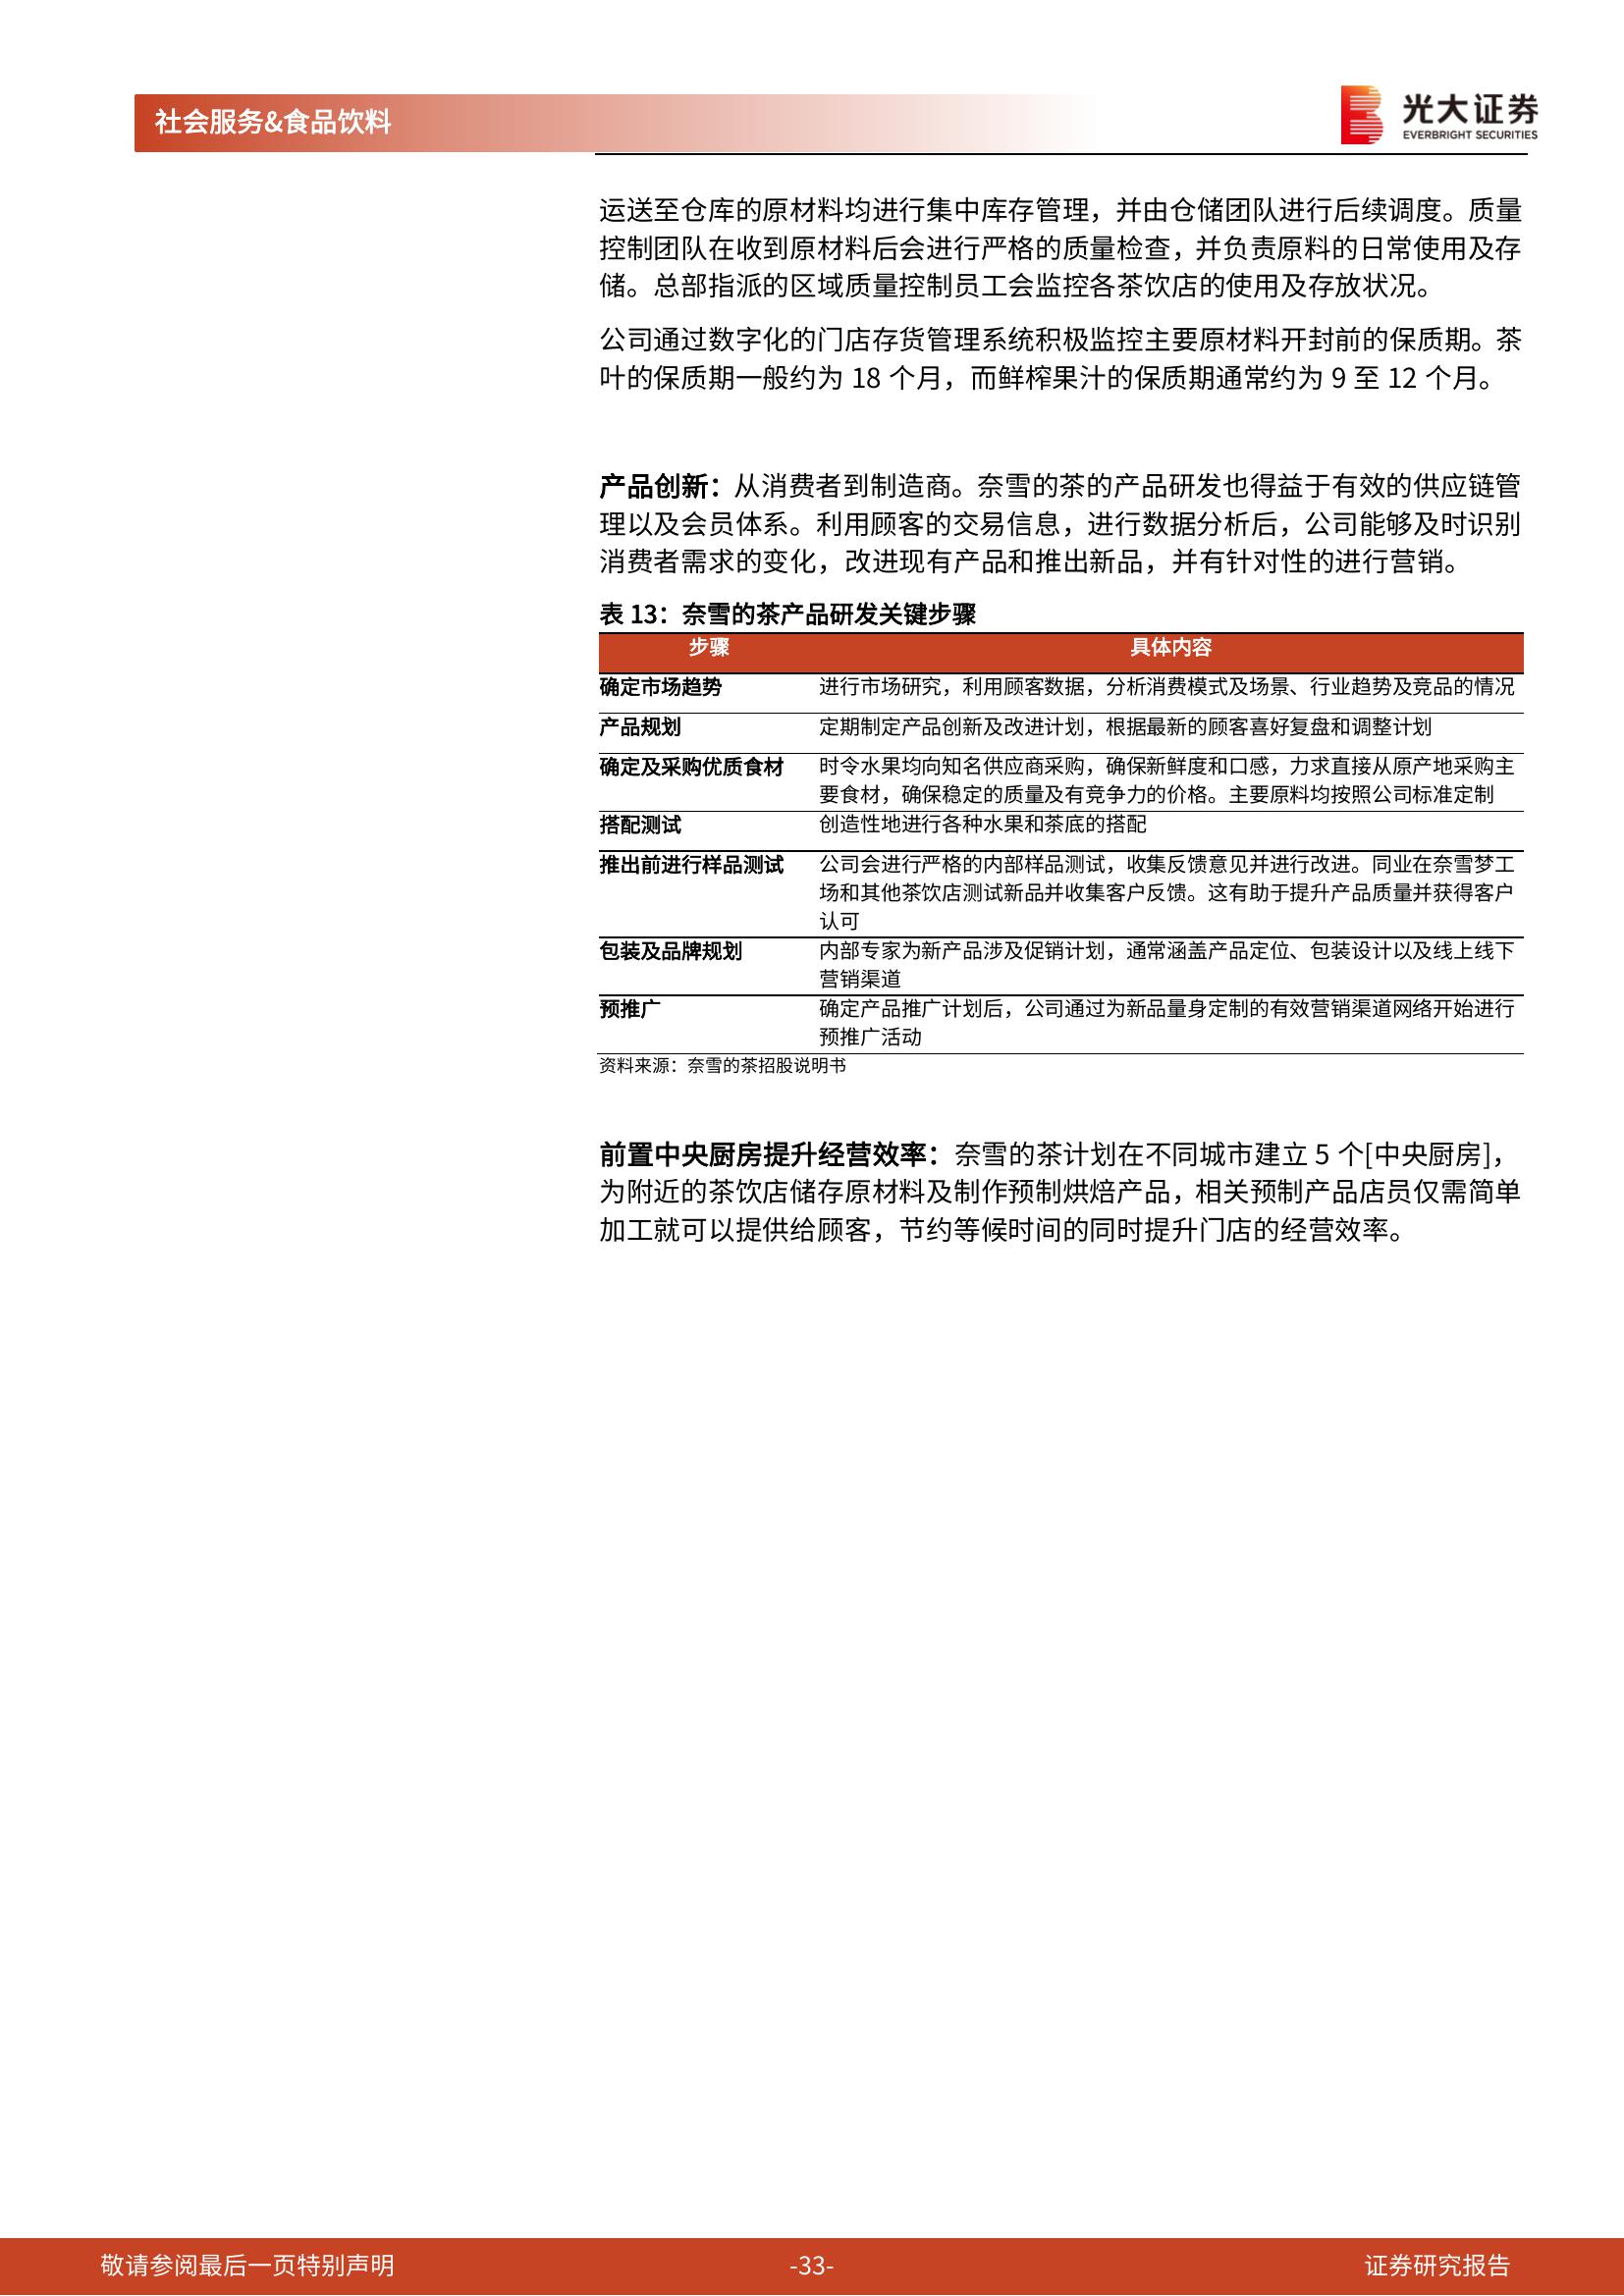 社会服务&食品饮料
光大证券
EVERBRIGHT SECURITIES
运送至仓库的原材料均进行集中库存管理，并由仓储团队进行后续调度。质量
控制团队在收到原材料后会进行严格的质量检查，并负责原料的日常使用及存
储。总部指派的区域质量控制员工会监控各茶饮店的使用及存放状况。
公司通过数字化的门店存货管理系统积极监控主要原材料开封前的保质期。茶
叶的保质期一般约为 18 个月，而鲜榨果汁的保质期通常约为 9 至 12 个月。
产品创新：从消费者到制造商。奈雪的茶的产品研发也得益于有效的供应链管
理以及会员体系。利用顾客的交易信息，进行数据分析后，公司能够及时识别
消费者需求的变化，改进现有产品和推出新品，并有针对性的进行营销。
表 13：奈雪的茶产品研发关键步骤
步骤 具体内容
确定市场趋势 进行市场研究，利用顾客数据，分析消费模式及场景、行业趋势及竞品的情况
产品规划 定期制定产品创新及改进计划，根据最新的顾客喜好复盘和调整计划
确定及采购优质食材 时令水果均向知名供应商采购，确保新鲜度和口感，力求直接从原产地采购主
要食材，确保稳定的质量及有竞争力的价格。主要原料均按照公司标准定制
搭配测试 创造性地进行各种水果和茶底的搭配
推出前进行样品测试 公司会进行严格的内部样品测试，收集反馈意见并进行改进。同业在奈雪梦工
场和其他茶饮店测试新品并收集客户反馈。这有助于提升产品质量并获得客户
认可
包装及品牌规划 内部专家为新产品涉及促销计划，通常涵盖产品定位、包装设计以及线上线下
营销渠道
预推广 确定产品推广计划后，公司通过为新品量身定制的有效营销渠道网络开始进行
预推广活动
资料来源：奈雪的茶招股说明书
前置中央厨房提升经营效率：奈雪的茶计划在不同城市建立 5 个[中央厨房]，
为附近的茶饮店储存原材料及制作预制烘焙产品，相关预制产品店员仅需简单
加工就可以提供给顾客，节约等候时间的同时提升门店的经营效率。
敬请参阅最后一页特别声明 -33- 证券研究报告